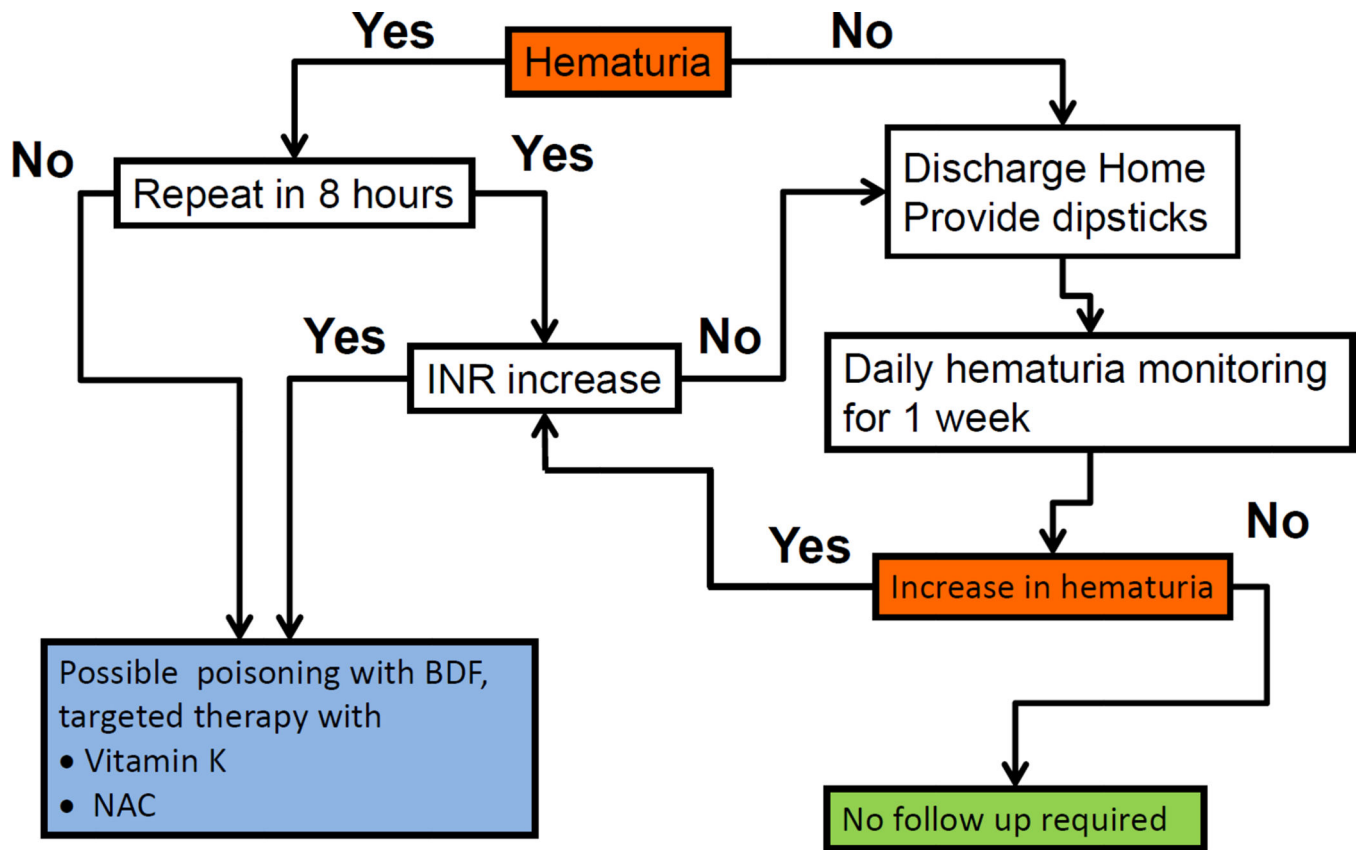 Yes
Hematuria
No
No
Repeat in 8 hours
Yes
Discharge Home
Provide dipsticks
Yes
INR increase
No
Daily hematuria monitoring
for 1 week
Yes
Increase in hematuria
No
Possible poisoning with BDF,
targeted therapy with
• Vitamin K
• NAC
No follow up required